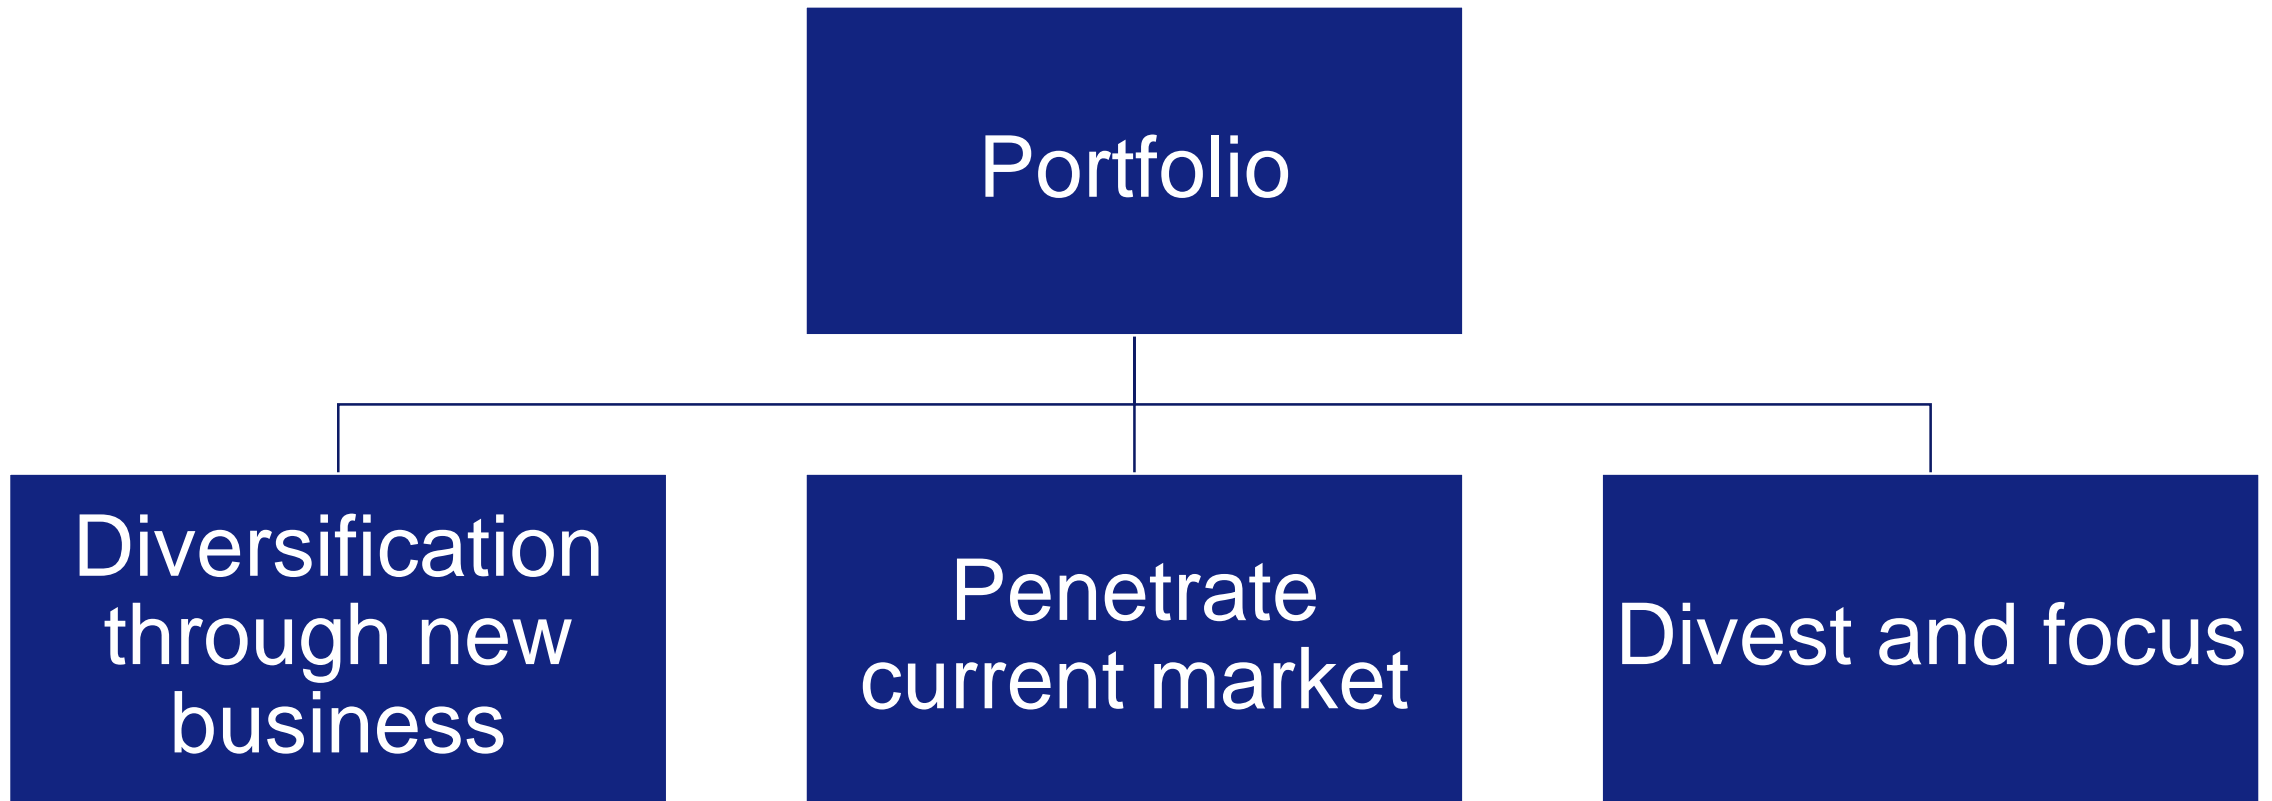 Portfolio
Diversification
through new
business
Penetrate
current market
Divest and focus